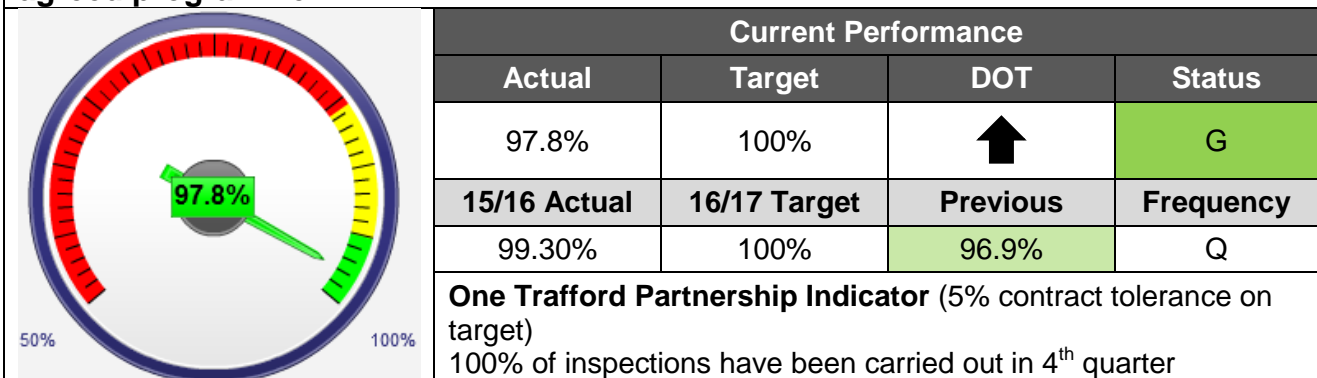 97.8%
50%
100%
Current Performance
Actual Target DOT Status
97.8% 100% G
15/16 Actual 16/17 Target Previous Frequency
99.30% 100% 96.9% Q
One Trafford Partnership Indicator (5% contract tolerance on
target)
100% of inspections have been carried out in 4th quarter